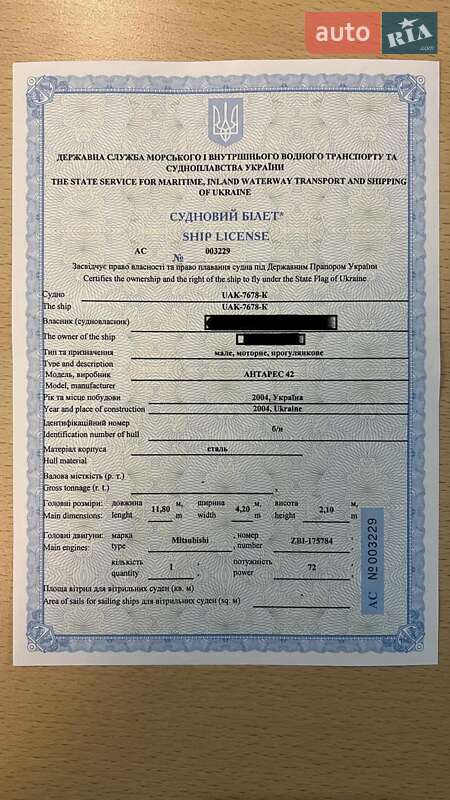 auto RIA.com
ДЕРЖАВНА СЛУЖБА МОРСЬКОГО І ВНУТРІШНЬОГО ВОДНОГО ТРАНСПОРТУ ТА
СУДНОПЛАВСТВА УКРАЇНИ
THE STATE SERVICE FOR MARITIME, INLAND WATERWAY TRANSPORT AND SHIPPING
OF UKRAINE
СУДНОВИЙ БІЛЕТ*
SHIP LICENSE
АС № 003229
Засвідчує право власності та право плавання судна під Державним Прапором України
Certifies the ownership and the right of the ship to fly under the State Flag of Ukraine
Судно UAK-7678-К
The ship UAK-7678-К
Власник (судновласник)
The owner of the ship
Тип та призначення мале, моторне, прогулянкове
Type and description
Модель, виробник АНТАРЕС 42
Model, manufacturer
Рік та місце побудови 2004, Україна
Year and place of construction 2004, Ukraine
Ідентифікаційний номер
Identification number of hull б/н
Матеріал корпуса сталь
Hull material
Валова місткість (р. т.) -
Gross tonnage (r. t.) ,
Головні розміри: довжина 11,80 м, ширина 4,20 м, висота 2,10 м,
Main dimensions: lenght m width m height m
Головні двигуни: марка Mitsubishi , номер ZBI-175784 ,
Main engines: type number
кількість 1 , потужність 72
quantity power
Площа вітрил для вітрильних суден (кв. м) -
Area of sails for sailing ships для вітрильних суден (sq. м) .
АС №003229